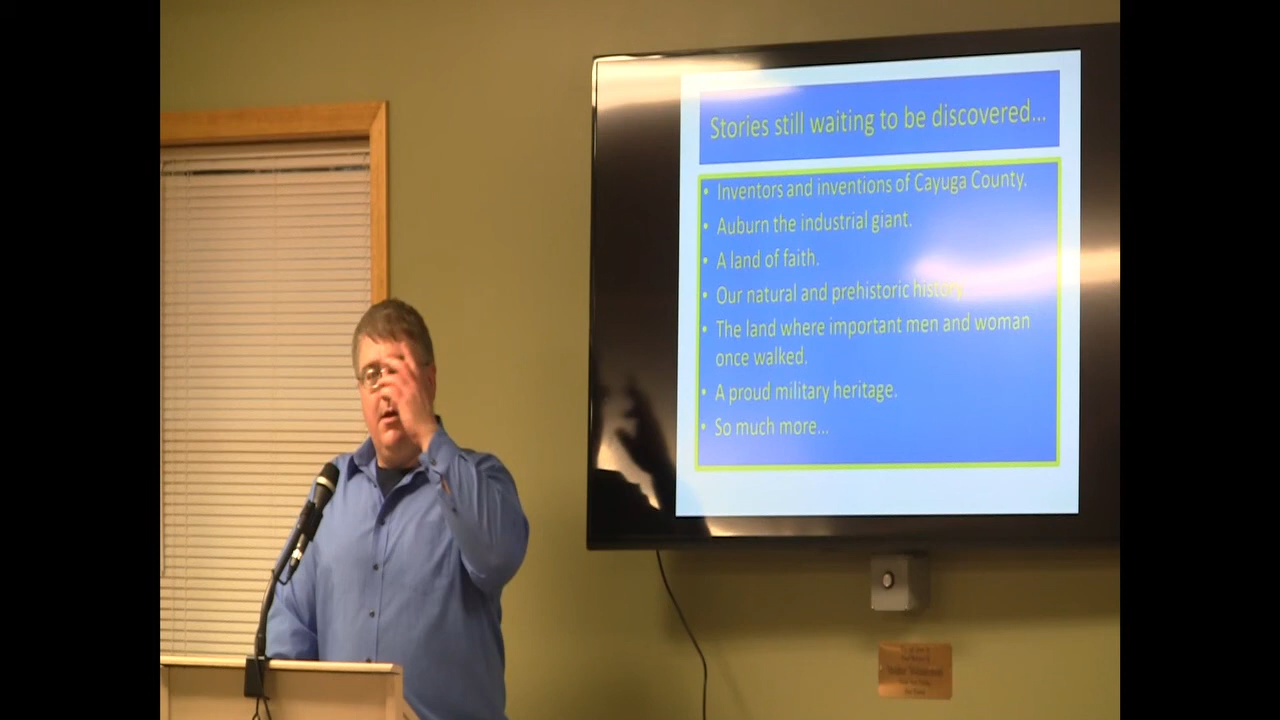 Stories still waiting to be discovered...
• Inventors and inventions of Cayuga County.
• Auburn the industrial giant.
• A land of faith.
• Our natural and prehistoric history.
• The land where important men and woman
once walked.
• A proud military heritage.
• So much more...